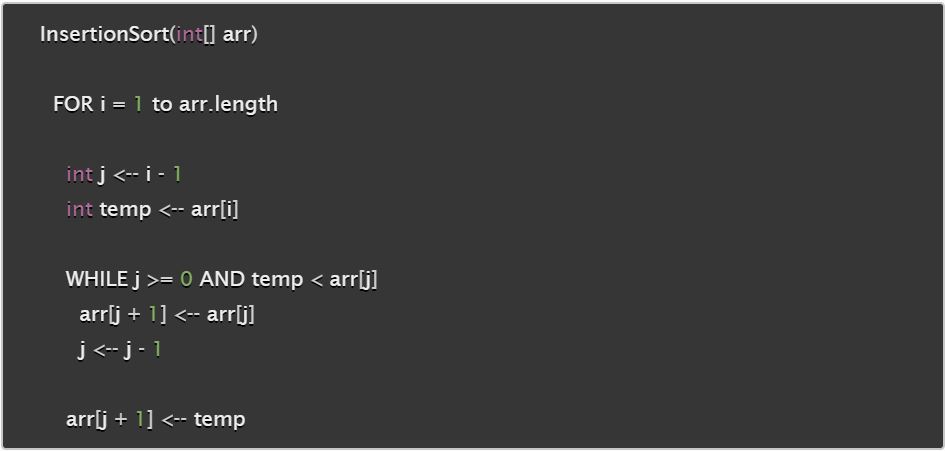 InsertionSort(int[] arr)
FOR i = 1 to arr.length
int j <-- i - 1
int temp <-- arr[i]
WHILE j >= 0 AND temp < arr[j]
arr[j + 1] <-- arr[j]
j <-- j - 1
arr[j + 1] <-- temp